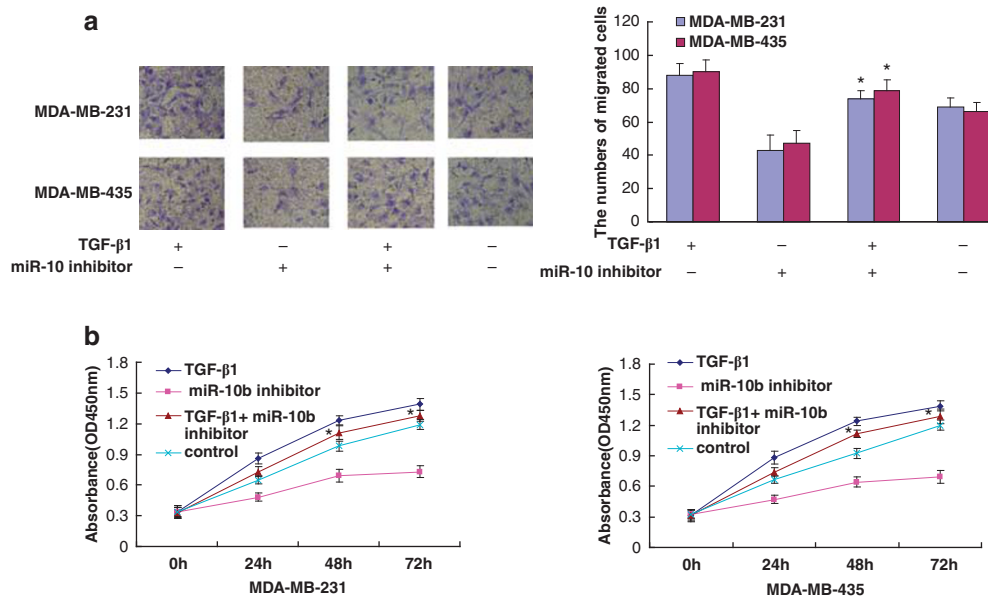 a
MDA-MB-231
MDA-MB-435
TGF-β1 + − + −
miR-10 inhibitor − + + −
The numbers of migrated cells
120
100
80
60
40
20
0
MDA-MB-231
MDA-MB-435
* *
TGF-β1 + − + −
miR-10 inhibitor − + + −
b
Absorbance(OD450nm)
1.8
1.5
1.2
0.9
0.6
0.3
0
TGF-β1
miR-10b inhibitor
TGF-β1+ miR-10b
inhibitor
control
* *
0h 24h 48h 72h
MDA-MB-231
Absorbance(OD450nm)
1.8
1.5
1.2
0.9
0.6
0.3
0
TGF-β1
miR-10b inhibitor
TGF-β1+ miR-10b
inhibitor
control
* *
0h 24h 48h 72h
MDA-MB-435